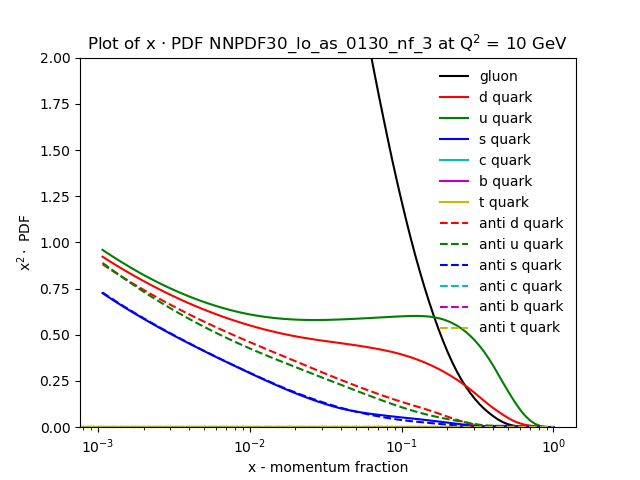 Plot of x · PDF NNPDF30_lo_as_0130_nf_3 at Q² = 10 GeV
2.00
1.75
1.50
1.25
1.00
0.75
0.50
0.25
0.00
x²· PDF
gluon
d quark
u quark
s quark
c quark
b quark
t quark
anti d quark
anti u quark
anti s quark
anti c quark
anti b quark
anti t quark
10⁻³ 10⁻² 10⁻¹ 10⁰
x - momentum fraction